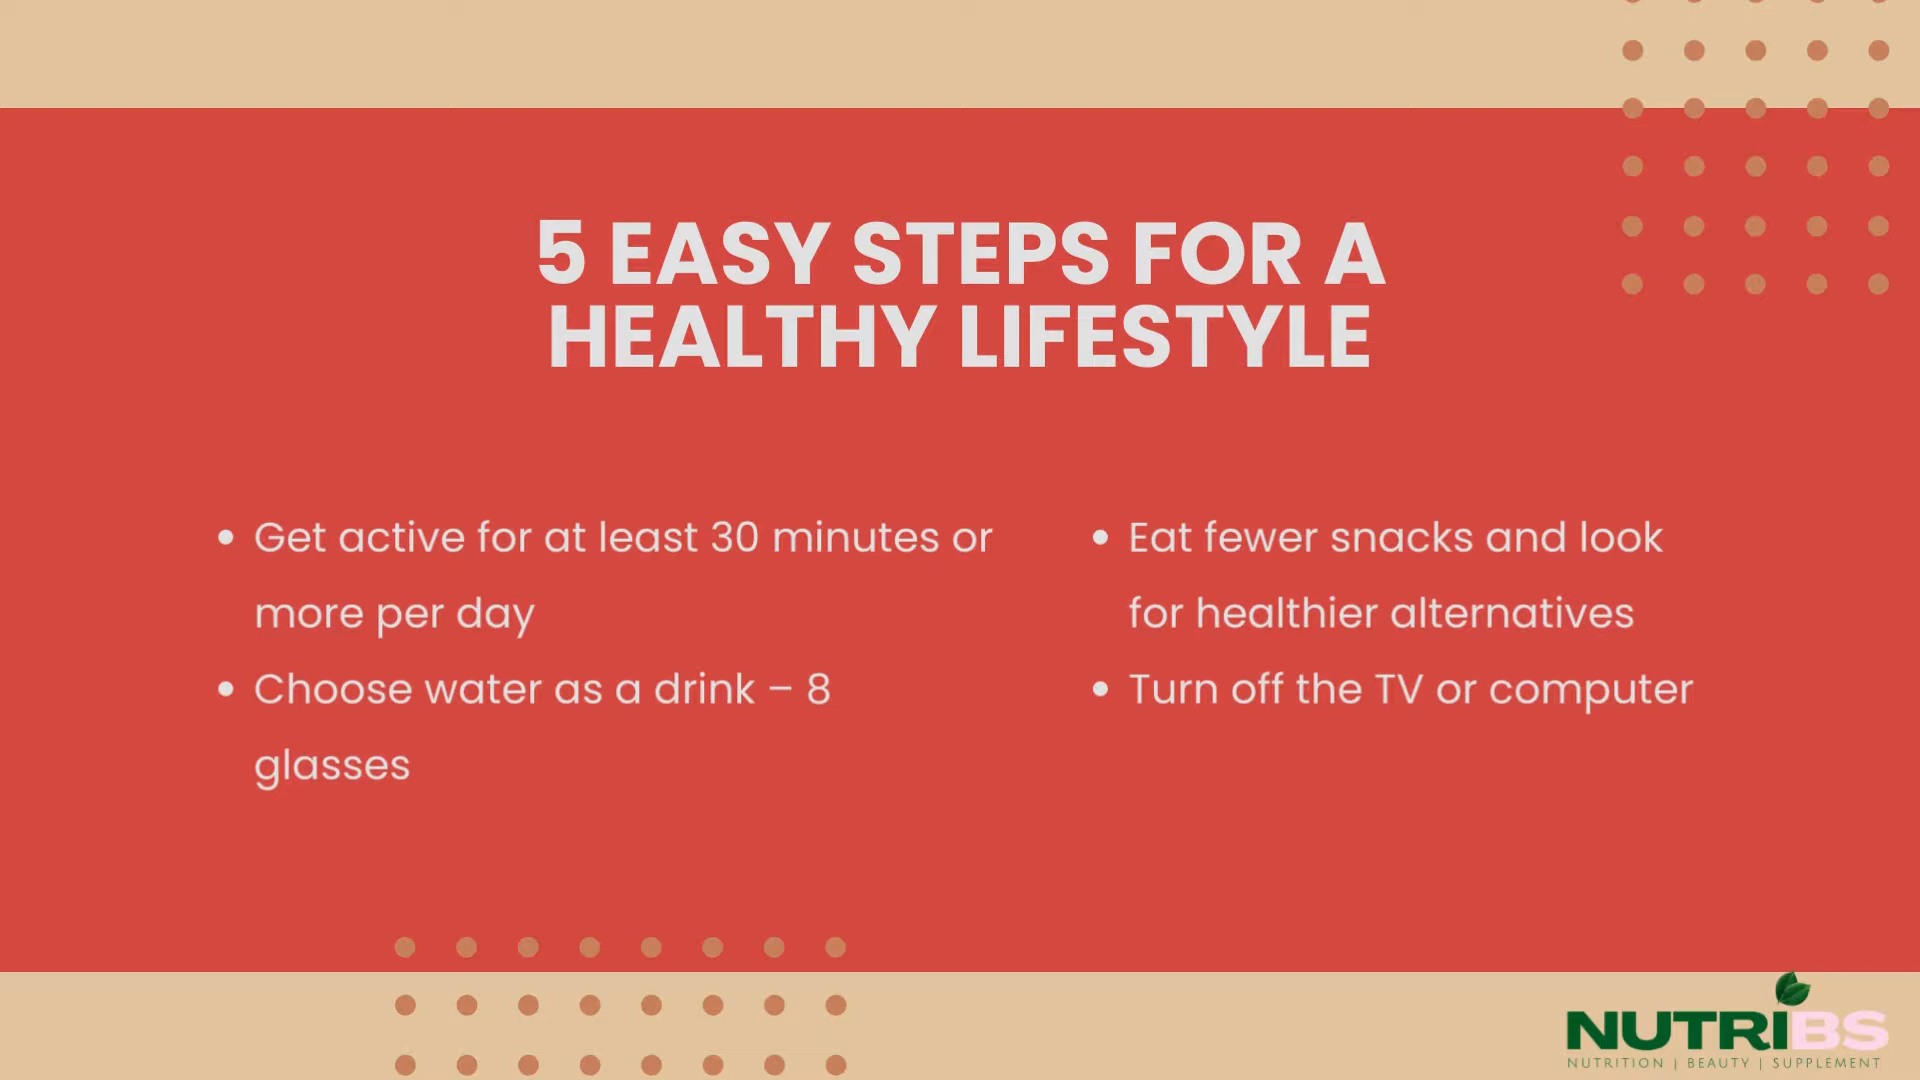 5 EASY STEPS FOR A
HEALTHY LIFESTYLE
• Get active for at least 30 minutes or
more per day
• Choose water as a drink – 8
glasses
• Eat fewer snacks and look
for healthier alternatives
• Turn off the TV or computer
NUTRIBS
NUTRITION | BEAUTY | SUPPLEMENT